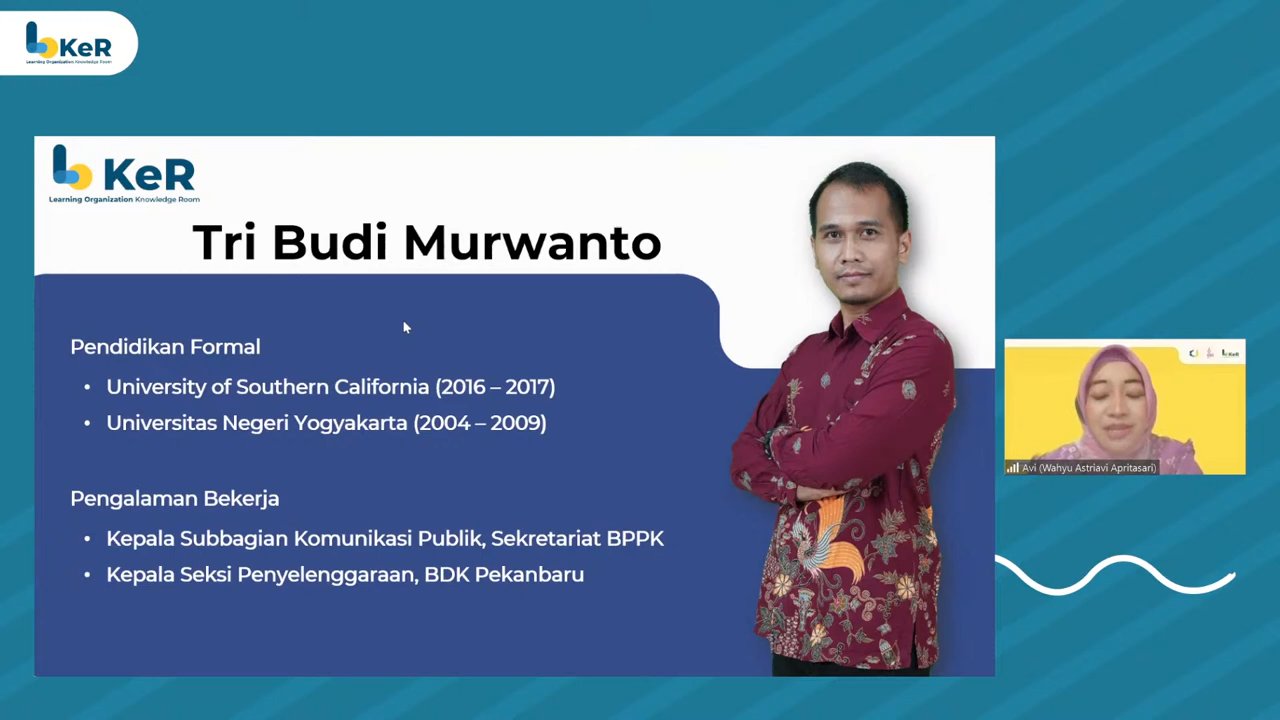 KeR
Learning Organization Knowledge Room
KeR
Learning Organization Knowledge Room
Tri Budi Murwanto
Pendidikan Formal
• University of Southern California (2016 – 2017)
• Universitas Negeri Yogyakarta (2004 – 2009)
Pengalaman Bekerja
• Kepala Subbagian Komunikasi Publik, Sekretariat BPPK
• Kepala Seksi Penyelenggaraan, BDK Pekanbaru
KeR
Avi (Wahyu Astriavi Apritasari)